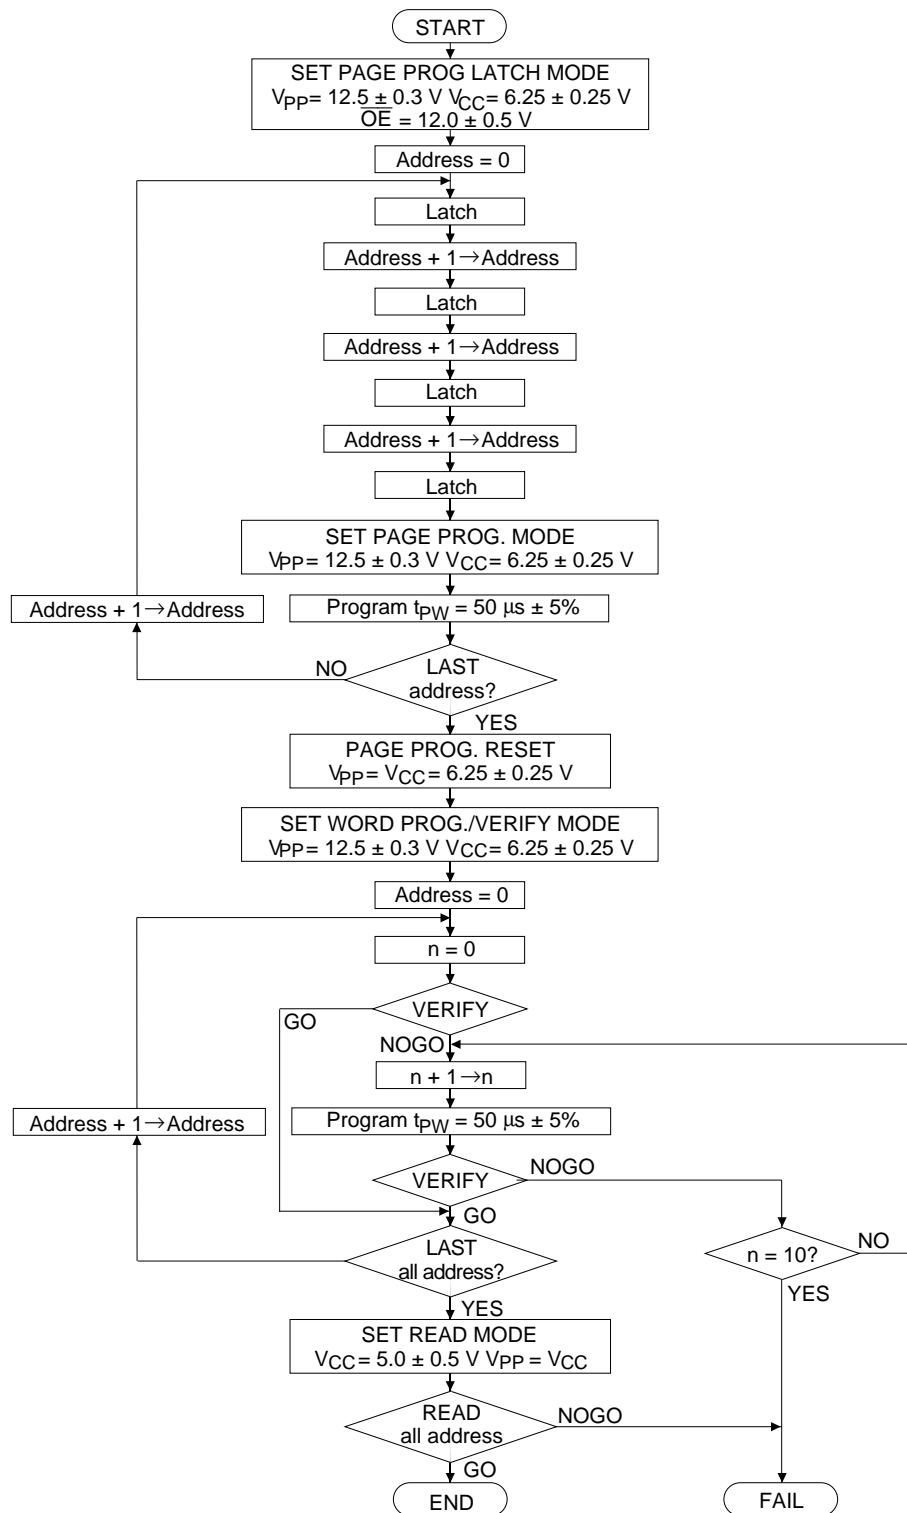 START
SET PAGE PROG LATCH MODE
VPP = 12.5 ± 0.3 V VCC = 6.25 ± 0.25 V
O̅E̅ = 12.0 ± 0.5 V
Address = 0
Latch
Address + 1→Address
Latch
Address + 1→Address
Latch
Address + 1→Address
Latch
SET PAGE PROG. MODE
VPP = 12.5 ± 0.3 V VCC = 6.25 ± 0.25 V
Address + 1→Address
Program tPW = 50 µs ± 5%
NO
LAST
address?
YES
PAGE PROG. RESET
VPP = VCC = 6.25 ± 0.25 V
SET WORD PROG./VERIFY MODE
VPP = 12.5 ± 0.3 V VCC = 6.25 ± 0.25 V
Address = 0
n = 0
VERIFY
GO
NOGO
n + 1→n
Address + 1→Address
Program tPW = 50 µs ± 5%
VERIFY
NOGO
GO
LAST
all address?
n = 10?
NO
YES
YES
SET READ MODE
VCC = 5.0 ± 0.5 V VPP = VCC
READ
all address
NOGO
GO
END
FAIL